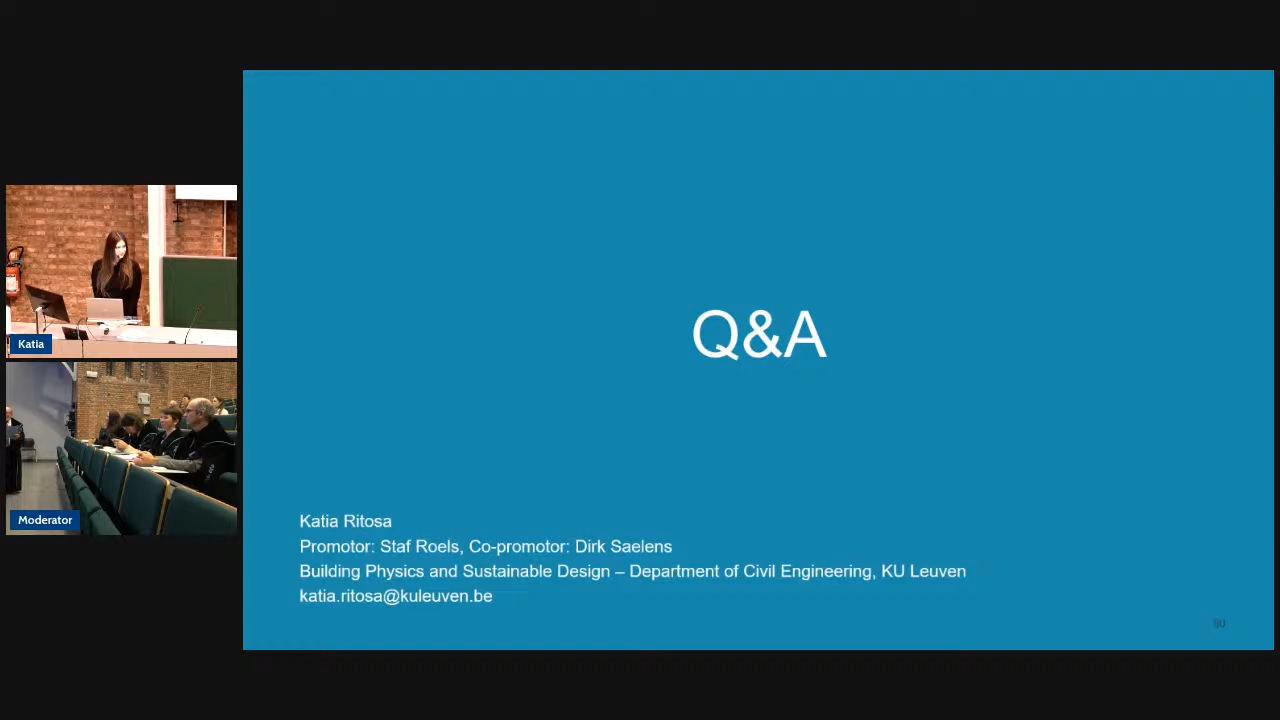 Q&A
Katia Ritosa
Promotor: Staf Roels, Co-promotor: Dirk Saelens
Building Physics and Sustainable Design – Department of Civil Engineering, KU Leuven
katia.ritosa@kuleuven.be
80
Katia
Moderator